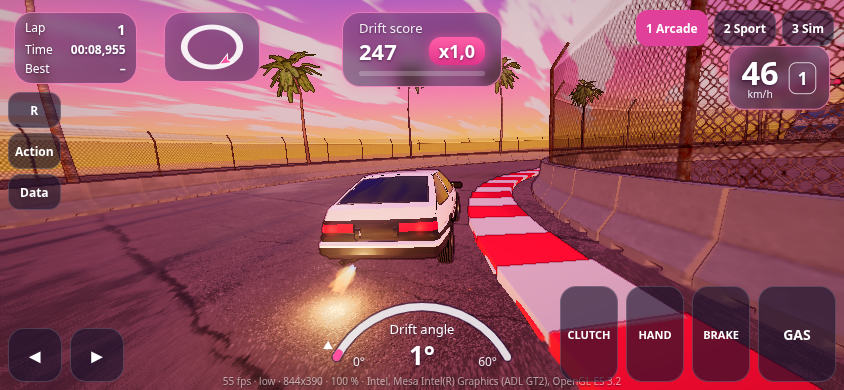 Lap 1
Time 00:08,955
Best –
Drift score
247 x1,0
1 Arcade 2 Sport 3 Sim
46 1
km/h
R
Action
Data
Drift angle
0° 1° 60°
◀ ▶
CLUTCH HAND BRAKE GAS
55 fps · low · 844x390 · 100 % · Intel, Mesa Intel(R) Graphics (ADL GT2), OpenGL ES 3.2